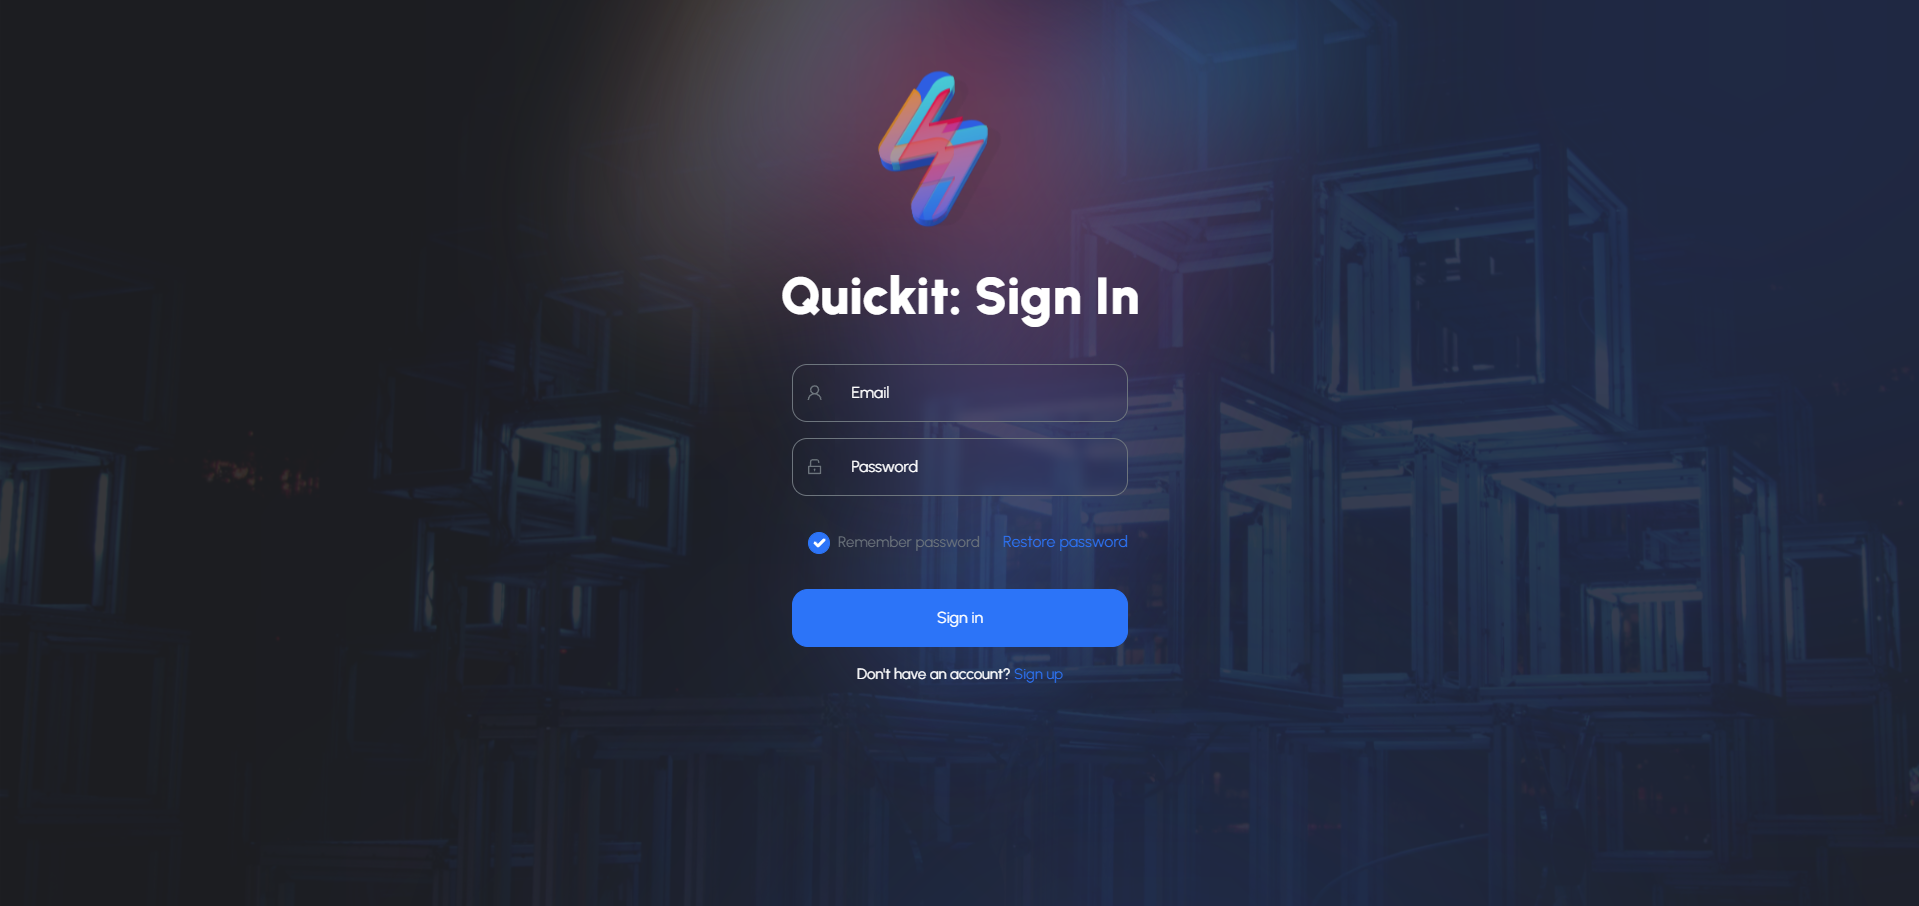 Quickit: Sign In
Email
Password
Remember password Restore password
Sign in
Don't have an account? Sign up